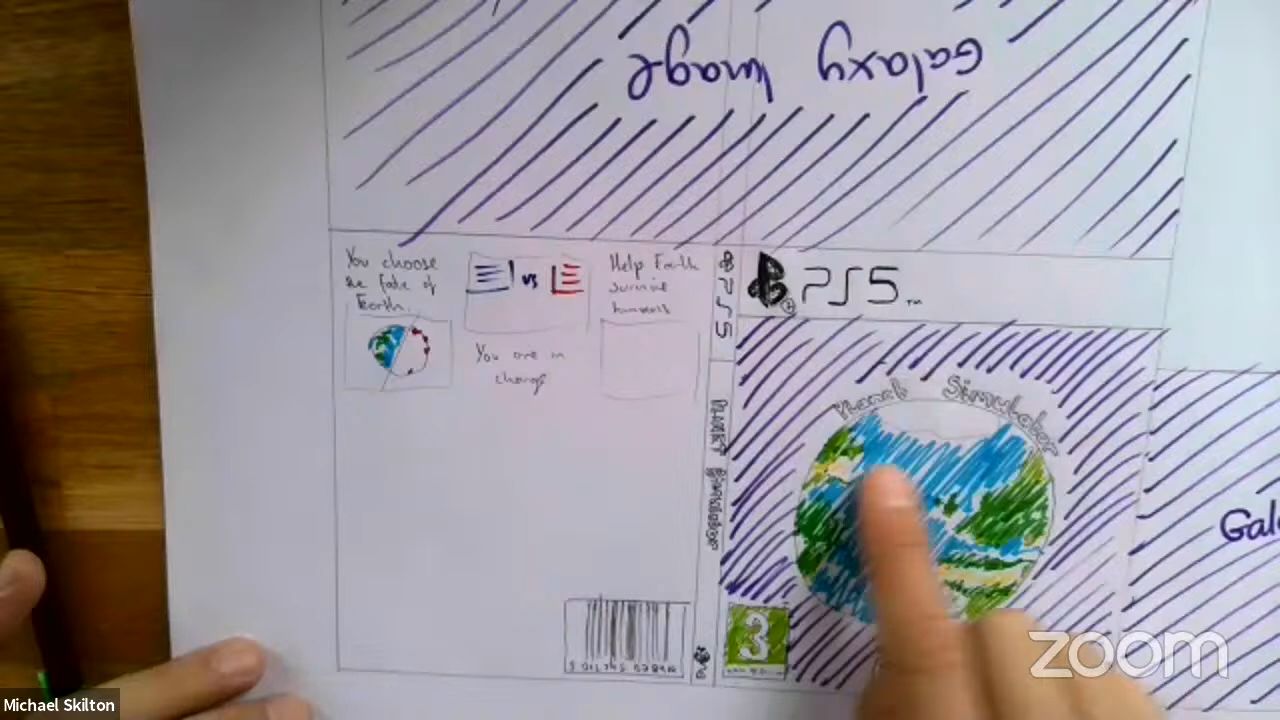 Galaxy Image
You choose
the fate of
Earth.
vs
You are in
charge
Help Earth
survive
humans
PS5
PLANET Simulator
PS5 ™
Planet Simulator
3
Gal
zoom
Michael Skilton